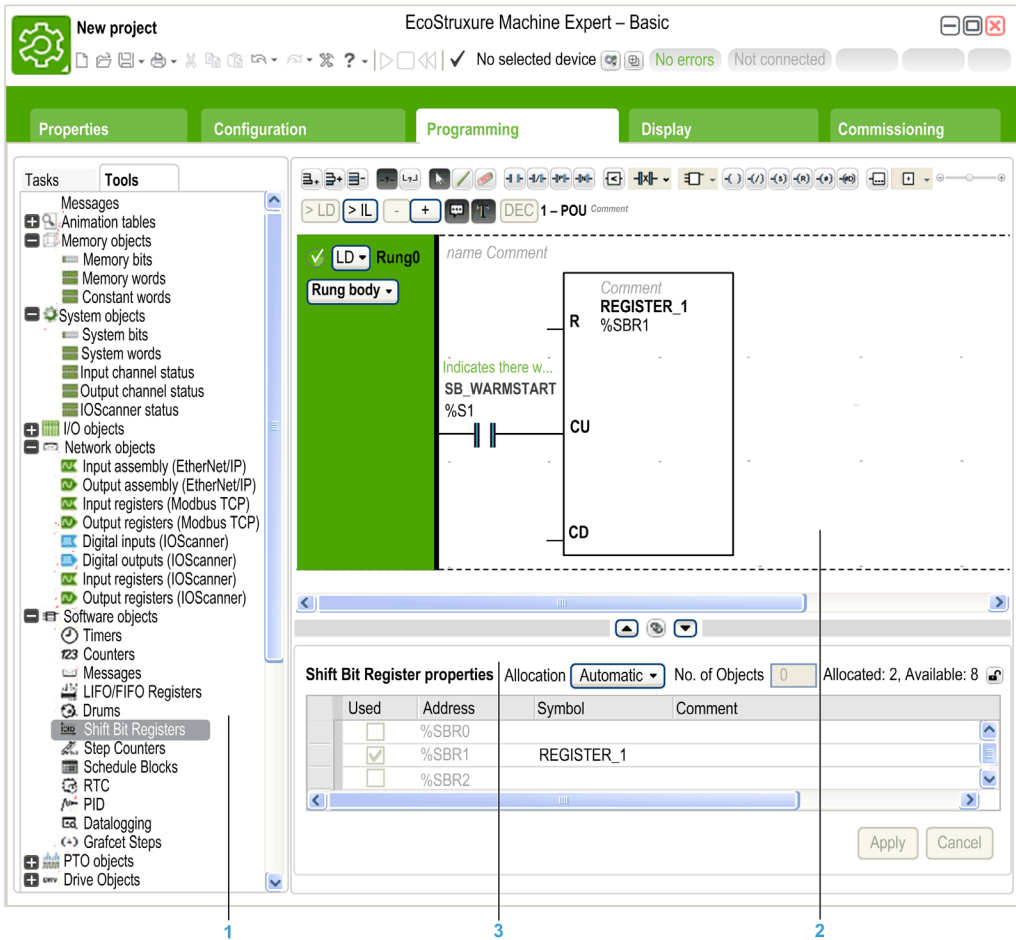 New project
EcoStruxure Machine Expert – Basic
No selected device
No errors
Not connected
Properties
Configuration
Programming
Display
Commissioning
Tasks
Tools
Messages
Animation tables
Memory objects
Memory bits
Memory words
Constant words
System objects
System bits
System words
Input channel status
Output channel status
IOScanner status
I/O objects
Network objects
Input assembly (EtherNet/IP)
Output assembly (EtherNet/IP)
Input registers (Modbus TCP)
Output registers (Modbus TCP)
Digital inputs (IOScanner)
Digital outputs (IOScanner)
Input registers (IOScanner)
Output registers (IOScanner)
Software objects
Timers
123 Counters
Messages
LIFO/FIFO Registers
Drums
Shift Bit Registers
Step Counters
Schedule Blocks
RTC
PID
Datalogging
Grafcet Steps
PTO objects
Drive Objects
> LD
> IL
-
+
DEC
1 – POU Comment
LD
Rung0
Rung body
name Comment
Comment
REGISTER_1
%SBR1
R
Indicates there w...
SB_WARMSTART
%S1
CU
CD
Shift Bit Register properties
Allocation
Automatic
No. of Objects
0
Allocated: 2, Available: 8
Used Address Symbol Comment
%SBR0
%SBR1 REGISTER_1
%SBR2
Apply
Cancel
1
3
2